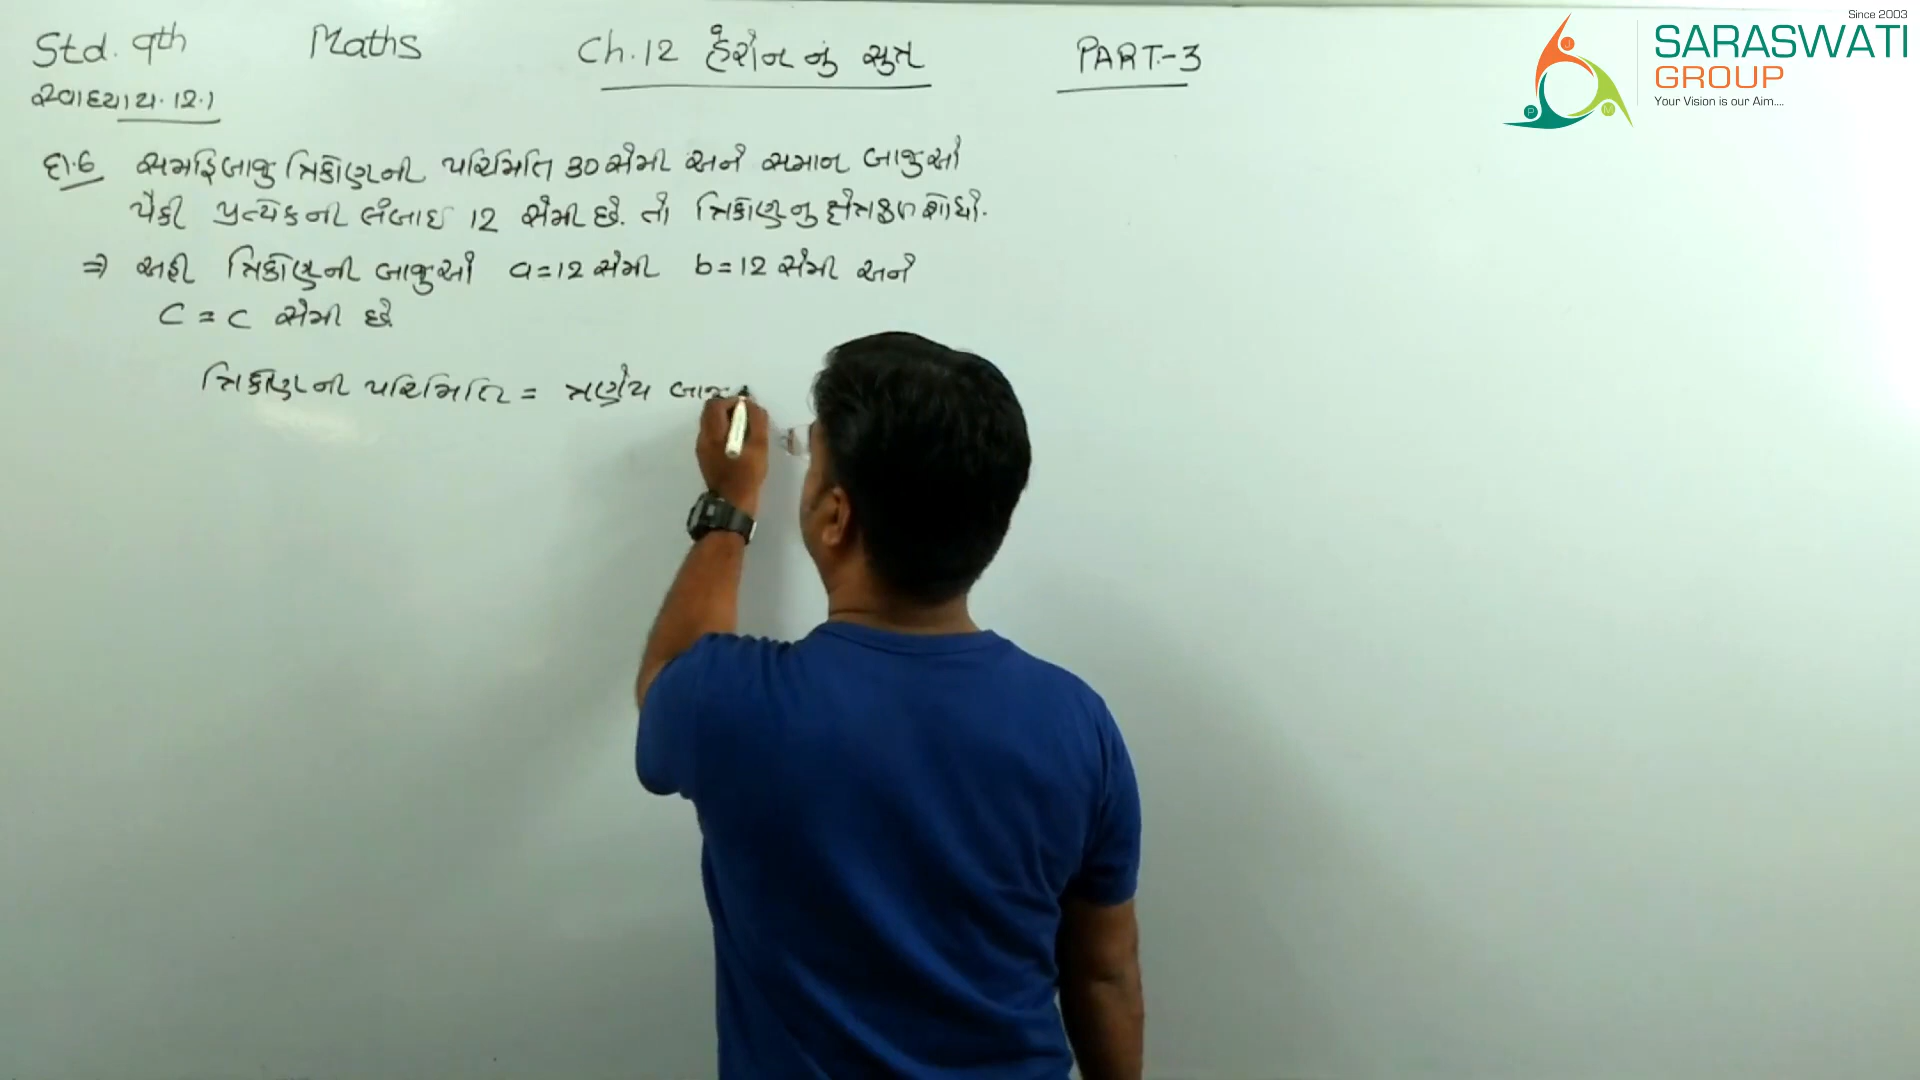 Std. 9th Maths Ch.12 હેરોન નું સુત્ર PART-3
સ્વાધ્યાય.12.1
દા.6 સમદ્વિબાજુ ત્રિકોણની પરિમિતિ 30 સેમી અને સમાન બાજુઓ
પૈકી પ્રત્યેકની લંબાઇ 12 સેમી છે. તો ત્રિકોણનુ ક્ષેત્રફળ શોધો.
⇒ અહી ત્રિકોણની બાજુઓ a=12 સેમી b=12 સેમી અને
C = C સેમી છે
ત્રિકોણની પરિમિતિ = ત્રણેય બાજુ
Since 2003
SARASWATI
GROUP
Your Vision is our Aim....
J
P
M